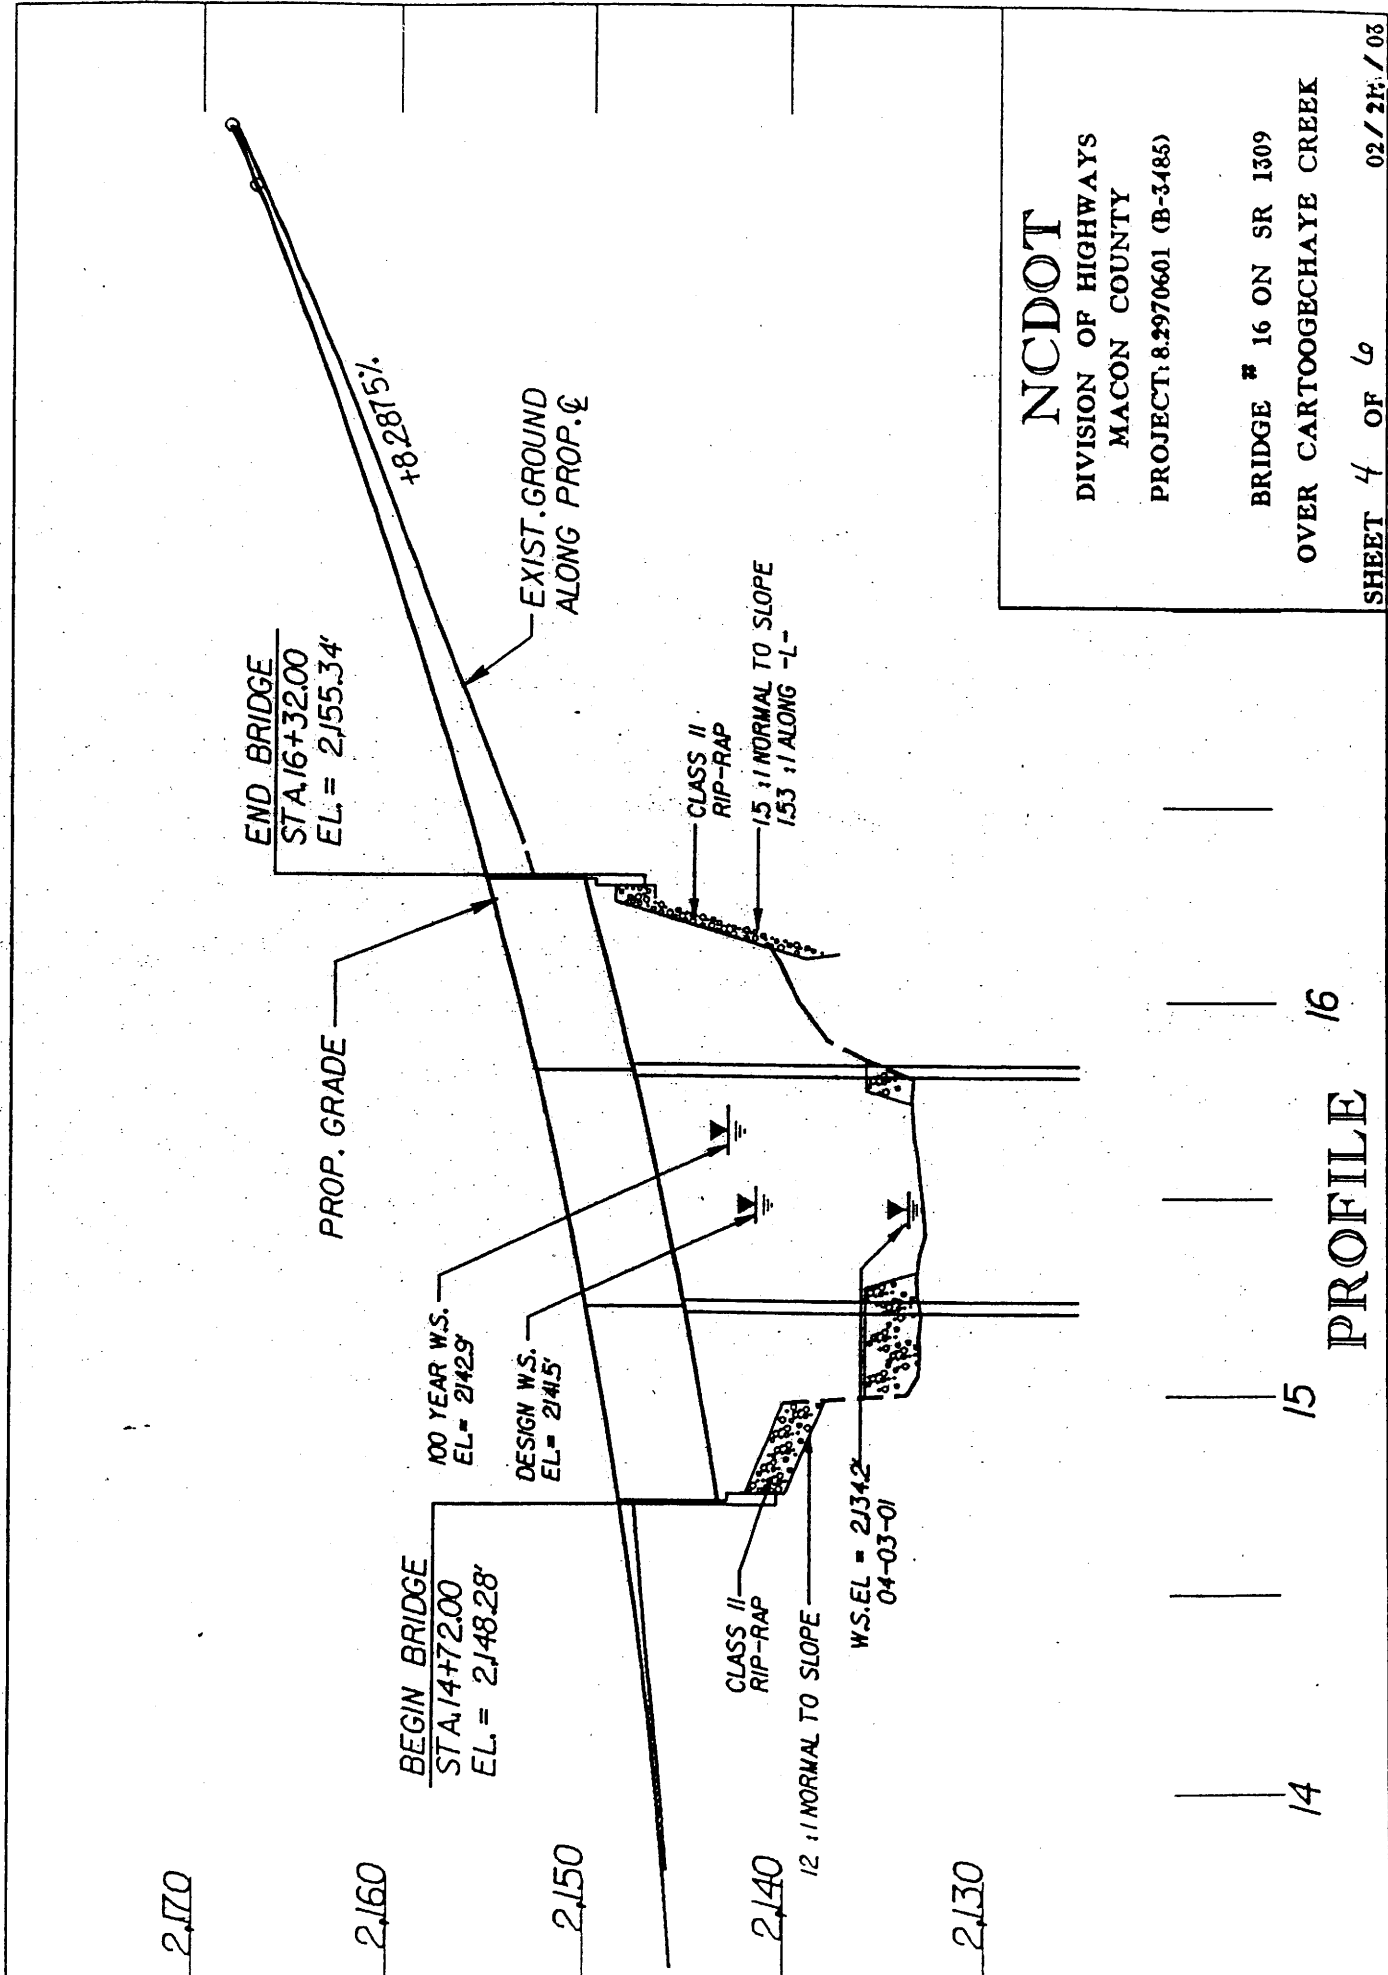 END BRIDGE
STA.16+32.00
EL.= 2,155.34'
BEGIN BRIDGE
STA.14+72.00
EL.= 2,148.28'
PROP. GRADE
+8.2875%
EXIST. GROUND
ALONG PROP. ℄
100 YEAR W.S.
EL.= 2142.9'
DESIGN W.S.
EL= 2141.5'
CLASS II
RIP-RAP
1.5 :1 NORMAL TO SLOPE
1.53 :1 ALONG -L-
CLASS II
RIP-RAP
12 :1 NORMAL TO SLOPE
W.S.EL = 2,134.2'
04-03-01
2,170
2,160
2,150
2,140
2,130
14
15
16
PROFILE
NCDOT
DIVISION OF HIGHWAYS
MACON COUNTY
PROJECT: 8.2970601 (B-3485)
BRIDGE # 16 ON SR 1309
OVER CARTOOGECHAYE CREEK
SHEET 4 OF 6